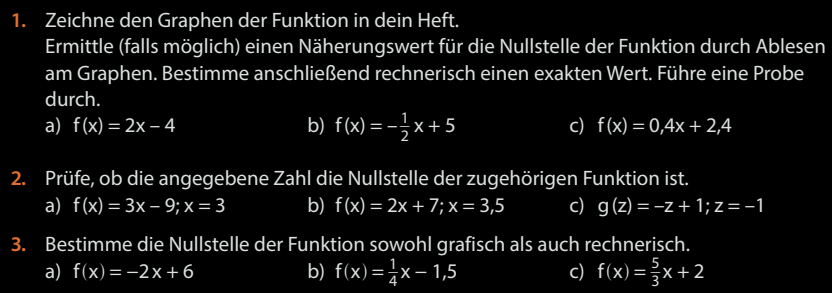 1. Zeichne den Graphen der Funktion in dein Heft.
Ermittle (falls möglich) einen Näherungswert für die Nullstelle der Funktion durch Ablesen
am Graphen. Bestimme anschließend rechnerisch einen exakten Wert. Führe eine Probe
durch.
a) f(x) = 2x – 4 b) f(x) = –1/2 x + 5 c) f(x) = 0,4x + 2,4
2. Prüfe, ob die angegebene Zahl die Nullstelle der zugehörigen Funktion ist.
a) f(x) = 3x – 9; x = 3 b) f(x) = 2x + 7; x = 3,5 c) g(z) = –z + 1; z = –1
3. Bestimme die Nullstelle der Funktion sowohl grafisch als auch rechnerisch.
a) f(x) = –2x + 6 b) f(x) = 1/4 x – 1,5 c) f(x) = 5/3 x + 2